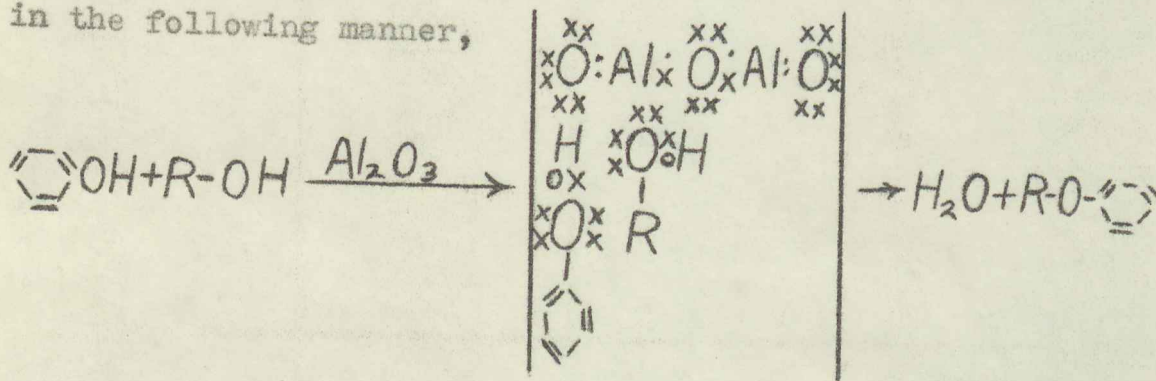 in the following manner,
O:Al:O:Al:O
H O H
OH+R-OH Al₂O₃ → H₂O+R-O-
O R